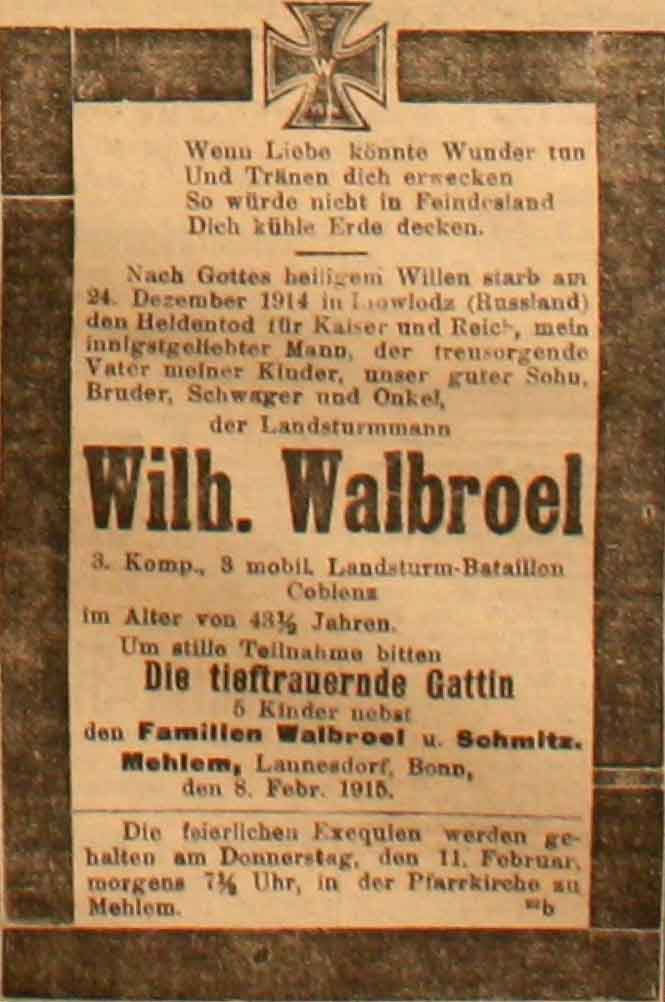 W
Wenn Liebe könnte Wunder tun
Und Tränen dich erwecken
So würde nicht in Feindesland
Dich kühle Erde decken.
Nach Gottes heiligem Willen starb am
24. Dezember 1914 in (Russland)
den Heldentod für Kaiser und Reich, mein
innigstgeliebter Mann, der treusorgende
Vater meiner Kinder, unser guter Sohn,
Bruder, Schwager und Onkel,
der Landsturmmann
Wilh. Walbroel
3. Komp., 3 mobil. Landsturm-Bataillon
Coblenz
im Alter von 43½ Jahren.
Um stille Teilnahme bitten
Die tieftrauernde Gattin
5 Kinder nebst
den Familien Walbroel u. Schmitz.
Mehlem, Lannesdorf, Bonn,
den 8. Febr. 1915.
Die feierlichen Exequien werden ge-
halten am Donnerstag, den 11. Februar,
morgens 7½ Uhr, in der Pfarrkirche zu
Mehlem.